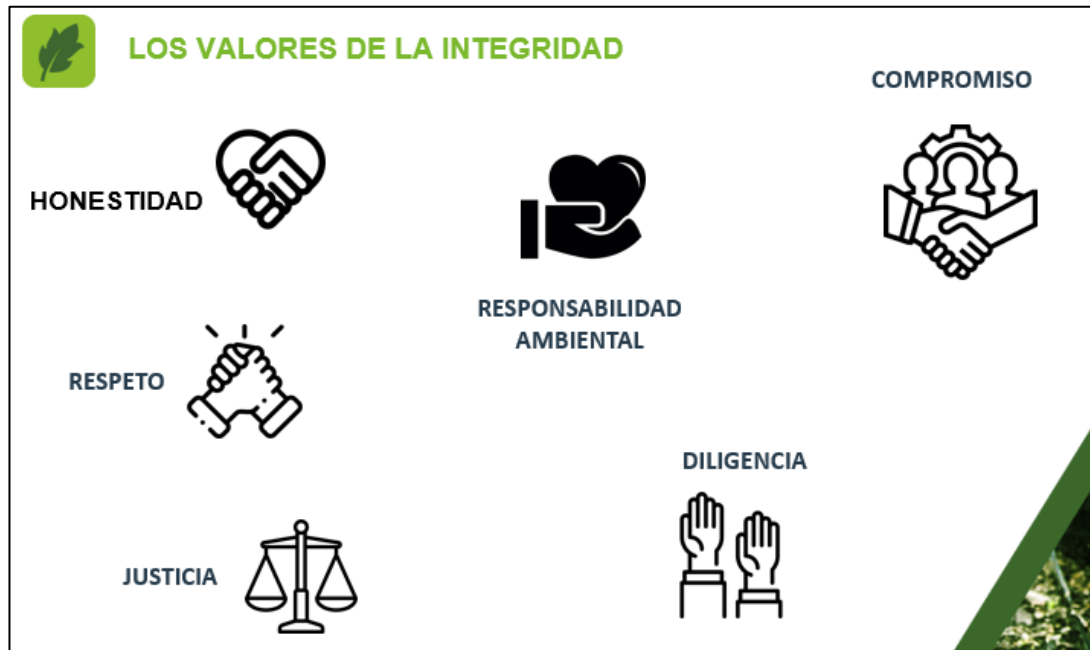 LOS VALORES DE LA INTEGRIDAD
COMPROMISO
HONESTIDAD
RESPONSABILIDAD
AMBIENTAL
RESPETO
DILIGENCIA
JUSTICIA